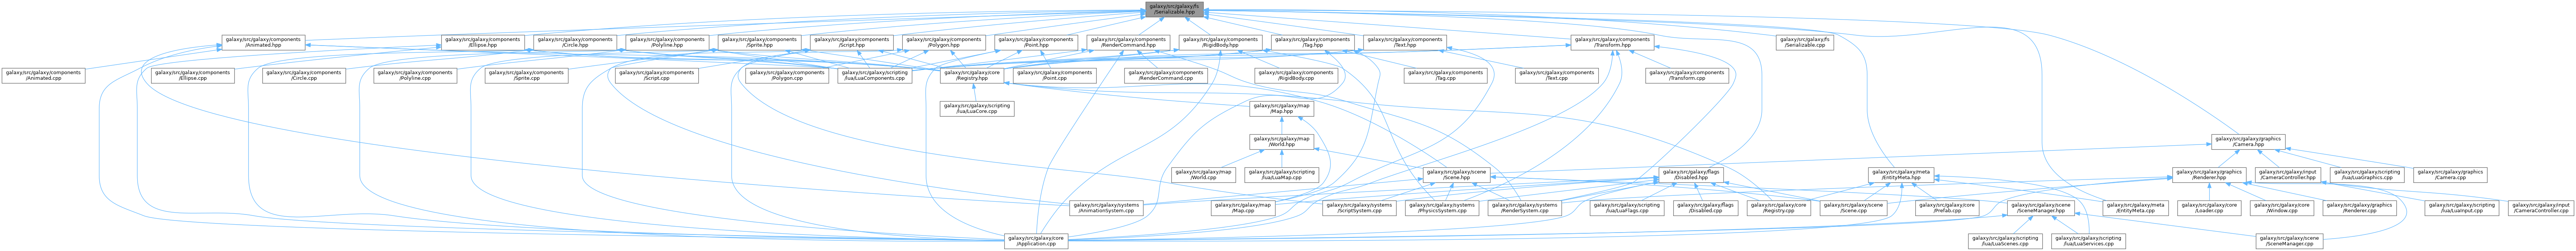 galaxy/src/galaxy/fs
/Serializable.hpp
galaxy/src/galaxy/components
/Animated.hpp
galaxy/src/galaxy/components
/Ellipse.hpp
galaxy/src/galaxy/components
/Circle.hpp
galaxy/src/galaxy/components
/Polyline.hpp
galaxy/src/galaxy/components
/Sprite.hpp
galaxy/src/galaxy/components
/Script.hpp
galaxy/src/galaxy/components
/Polygon.hpp
galaxy/src/galaxy/components
/Point.hpp
galaxy/src/galaxy/components
/RenderCommand.hpp
galaxy/src/galaxy/components
/RigidBody.hpp
galaxy/src/galaxy/components
/Tag.hpp
galaxy/src/galaxy/components
/Text.hpp
galaxy/src/galaxy/components
/Transform.hpp
galaxy/src/galaxy/fs
/Serializable.cpp
galaxy/src/galaxy/components
/Animated.cpp
galaxy/src/galaxy/components
/Ellipse.cpp
galaxy/src/galaxy/components
/Circle.cpp
galaxy/src/galaxy/components
/Polyline.cpp
galaxy/src/galaxy/components
/Sprite.cpp
galaxy/src/galaxy/components
/Script.cpp
galaxy/src/galaxy/components
/Polygon.cpp
galaxy/src/galaxy/scripting
/lua/LuaComponents.cpp
galaxy/src/galaxy/core
/Registry.hpp
galaxy/src/galaxy/components
/Point.cpp
galaxy/src/galaxy/components
/RenderCommand.cpp
galaxy/src/galaxy/components
/RigidBody.cpp
galaxy/src/galaxy/components
/Tag.cpp
galaxy/src/galaxy/components
/Text.cpp
galaxy/src/galaxy/components
/Transform.cpp
galaxy/src/galaxy/scripting
/lua/LuaCore.cpp
galaxy/src/galaxy/map
/Map.hpp
galaxy/src/galaxy/map
/World.hpp
galaxy/src/galaxy/graphics
/Camera.hpp
galaxy/src/galaxy/map
/World.cpp
galaxy/src/galaxy/scripting
/lua/LuaMap.cpp
galaxy/src/galaxy/scene
/Scene.hpp
galaxy/src/galaxy/flags
/Disabled.hpp
galaxy/src/galaxy/meta
/EntityMeta.hpp
galaxy/src/galaxy/graphics
/Renderer.hpp
galaxy/src/galaxy/input
/CameraController.hpp
galaxy/src/galaxy/scripting
/lua/LuaGraphics.cpp
galaxy/src/galaxy/graphics
/Camera.cpp
galaxy/src/galaxy/systems
/AnimationSystem.cpp
galaxy/src/galaxy/map
/Map.cpp
galaxy/src/galaxy/systems
/ScriptSystem.cpp
galaxy/src/galaxy/systems
/PhysicsSystem.cpp
galaxy/src/galaxy/systems
/RenderSystem.cpp
galaxy/src/galaxy/scripting
/lua/LuaFlags.cpp
galaxy/src/galaxy/flags
/Disabled.cpp
galaxy/src/galaxy/core
/Registry.cpp
galaxy/src/galaxy/scene
/Scene.cpp
galaxy/src/galaxy/core
/Prefab.cpp
galaxy/src/galaxy/scene
/SceneManager.hpp
galaxy/src/galaxy/meta
/EntityMeta.cpp
galaxy/src/galaxy/core
/Loader.cpp
galaxy/src/galaxy/core
/Window.cpp
galaxy/src/galaxy/graphics
/Renderer.cpp
galaxy/src/galaxy/scripting
/lua/LuaInput.cpp
galaxy/src/galaxy/input
/CameraController.cpp
galaxy/src/galaxy/core
/Application.cpp
galaxy/src/galaxy/scripting
/lua/LuaScenes.cpp
galaxy/src/galaxy/scripting
/lua/LuaServices.cpp
galaxy/src/galaxy/scene
/SceneManager.cpp